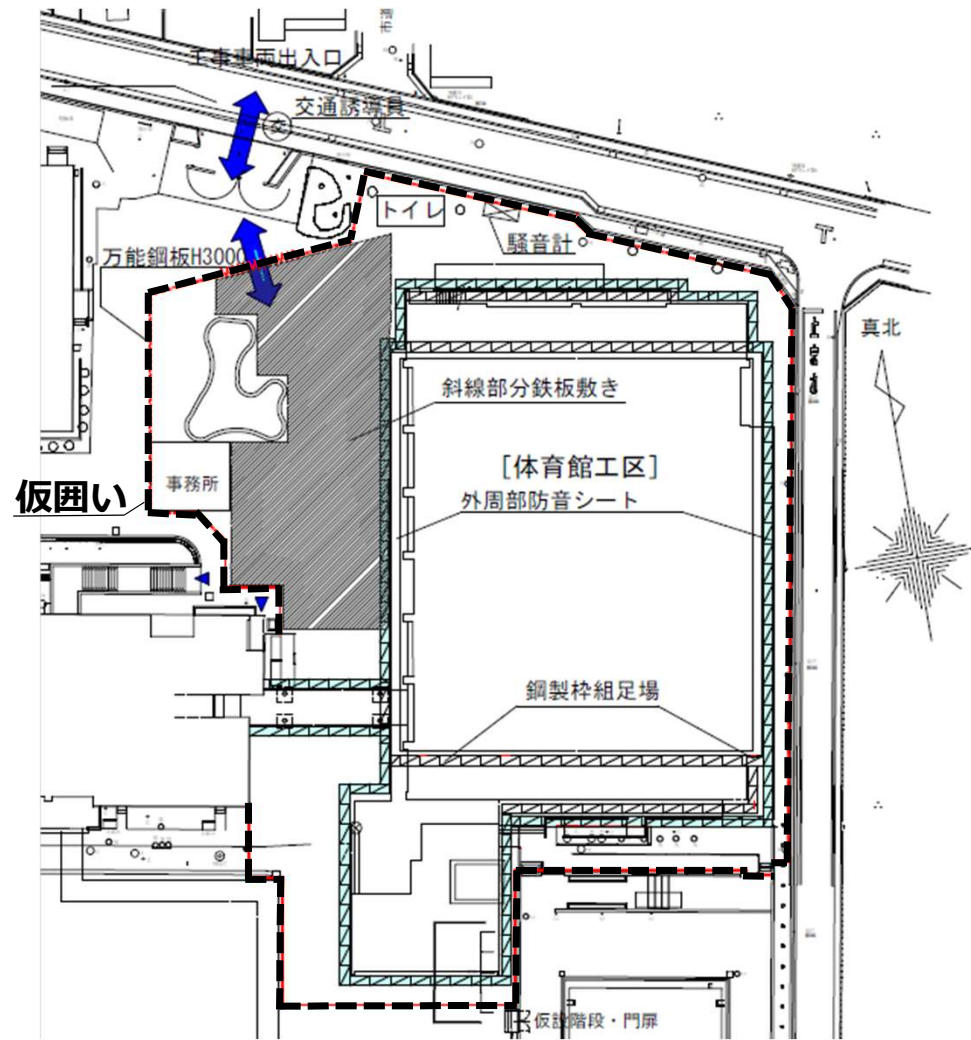 工事車両出入口
交通誘導員
交
トイレ
騒音計
万能鋼板H3000
真北
斜線部分鉄板敷き
[体育館工区]
外周部防音シート
事務所
仮囲い
鋼製枠組足場
仮設階段・門扉